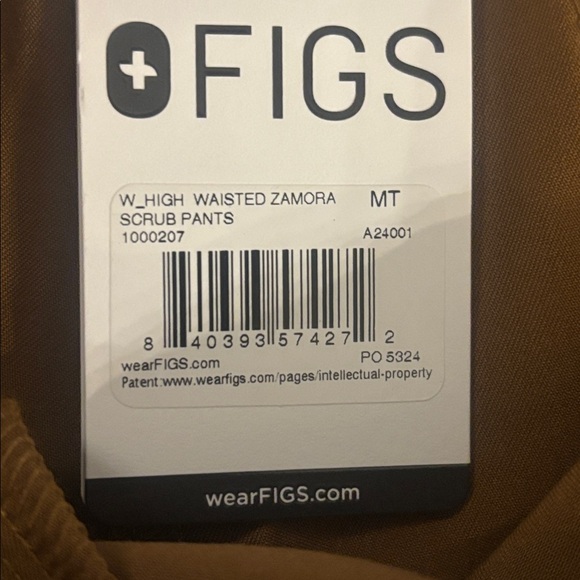 FIGS
W_HIGH WAISTED ZAMORA MT
SCRUB PANTS
1000207 A24001
8 40393 57427 2
wearFIGS.com PO 5324
Patent:www.wearfigs.com/pages/intellectual-property
wearFIGS.com